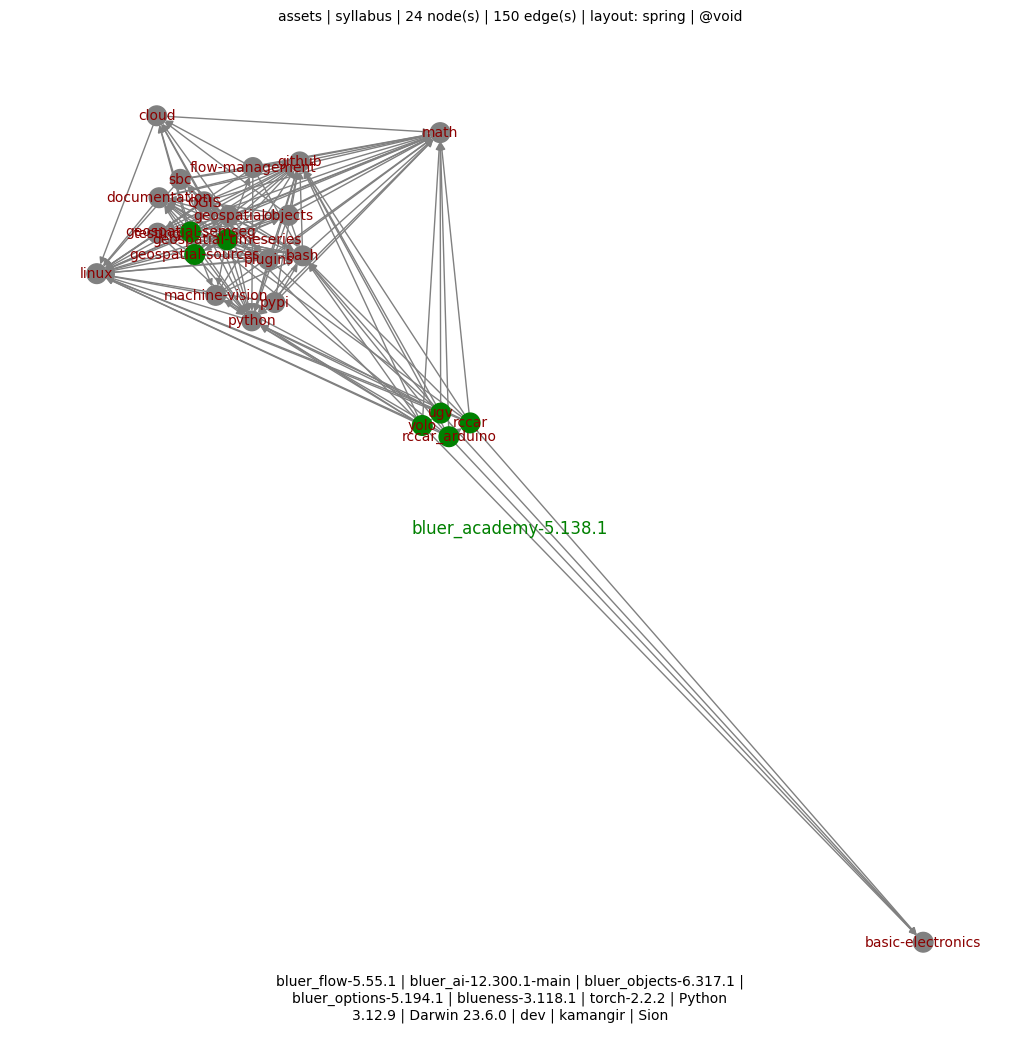 assets | syllabus | 24 node(s) | 150 edge(s) | layout: spring | @void
cloud
math
github
flow-management
sbc
documentation
QGIS
geospatial
objects
geospatial-semseg
geospatial-timeseries
geospatial-sources
bash
plugins
linux
machine-vision
pypi
python
ugv
yolo
rccar
rccar_arduino
bluer_academy-5.138.1
basic-electronics
bluer_flow-5.55.1 | bluer_ai-12.300.1-main | bluer_objects-6.317.1 |
bluer_options-5.194.1 | blueness-3.118.1 | torch-2.2.2 | Python
3.12.9 | Darwin 23.6.0 | dev | kamangir | Sion